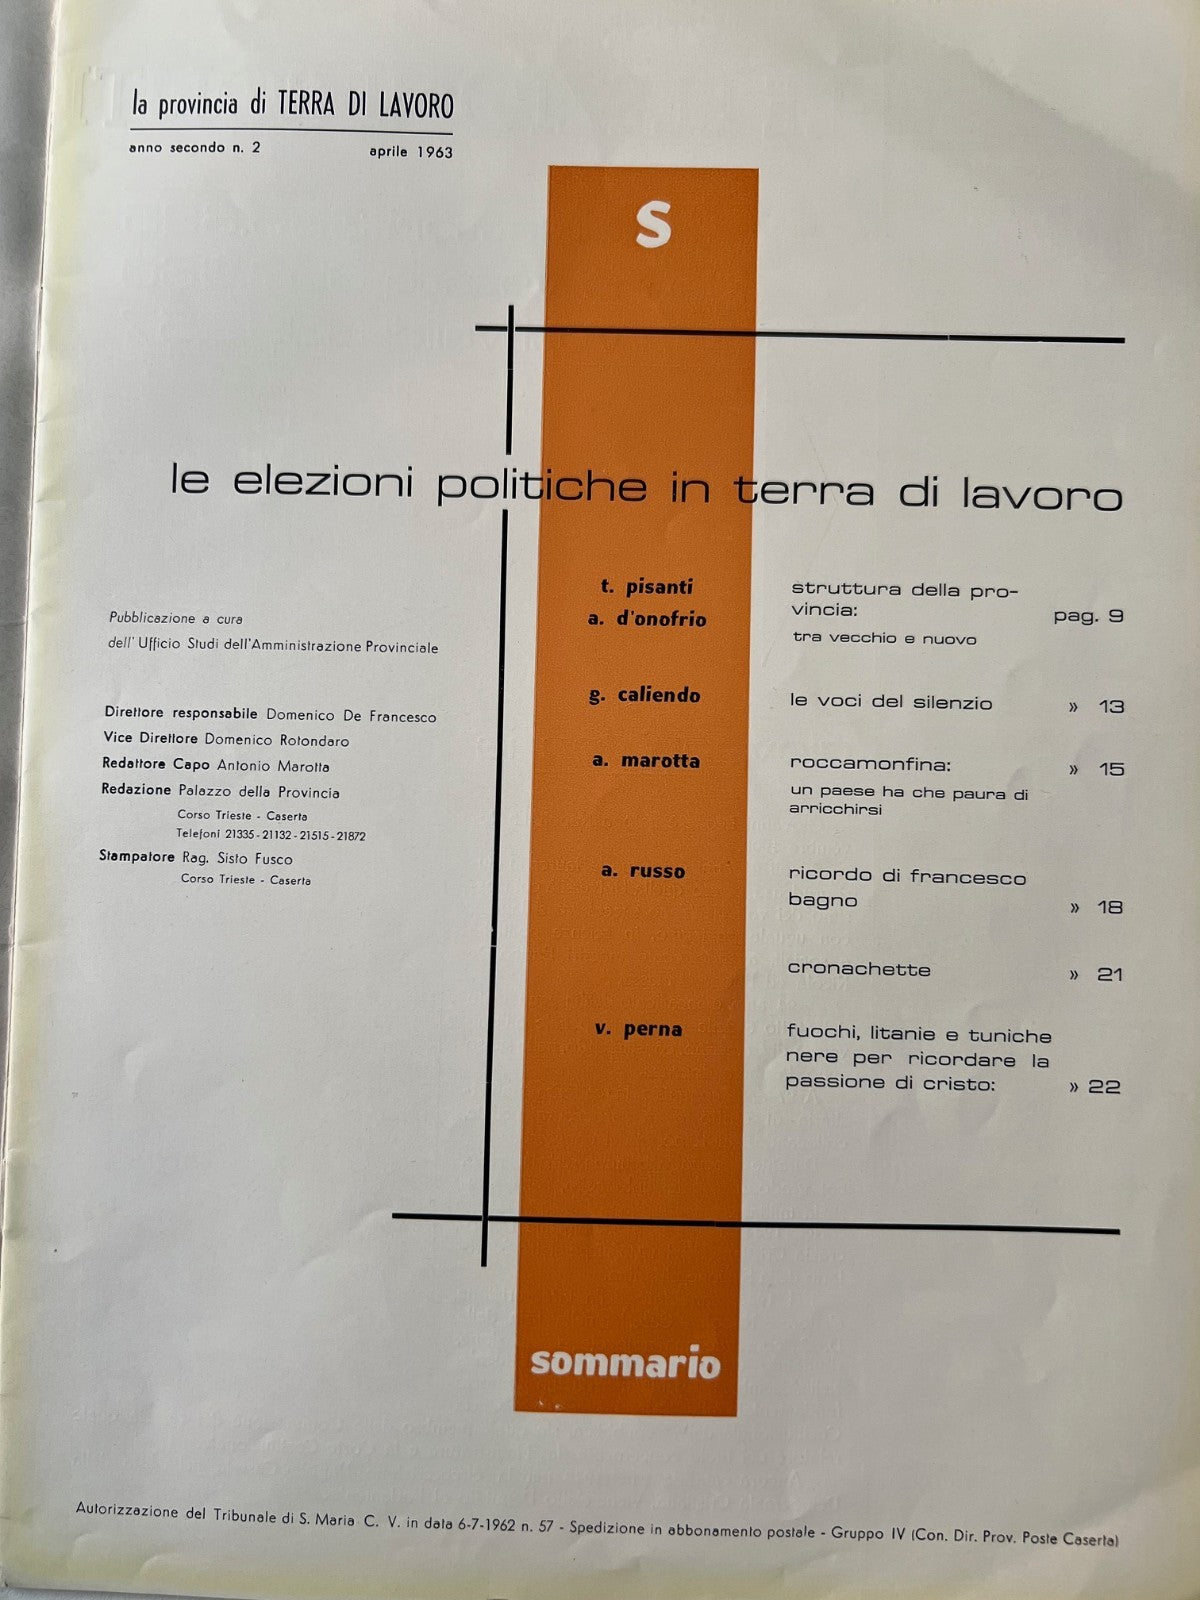 la provincia di TERRA DI LAVORO
anno secondo n. 2 aprile 1963
S
le elezioni politiche in terra di lavoro
Pubblicazione a cura
dell' Ufficio Studi dell'Amministrazione Provinciale
Direttore responsabile Domenico De Francesco
Vice Direttore Domenico Rotondaro
Redattore Capo Antonio Marotta
Redazione Palazzo della Provincia
Corso Trieste - Caserta
Telefoni 21335 - 21132 - 21515 - 21872
Stampatore Rag. Sisto Fusco
Corso Trieste - Caserta
t. pisanti
a. d'onofrio
struttura della pro-
vincia: pag. 9
tra vecchio e nuovo
g. caliendo le voci del silenzio » 13
a. marotta roccamonfina: » 15
un paese ha che paura di
arricchirsi
a. russo ricordo di francesco
bagno » 18
cronachette » 21
v. perna fuochi, litanie e tuniche
nere per ricordare la
passione di cristo: » 22
sommario
Autorizzazione del Tribunale di S. Maria C. V. in data 6-7-1962 n. 57 - Spedizione in abbonamento postale - Gruppo IV (Con. Dir. Prov. Poste Caserta)